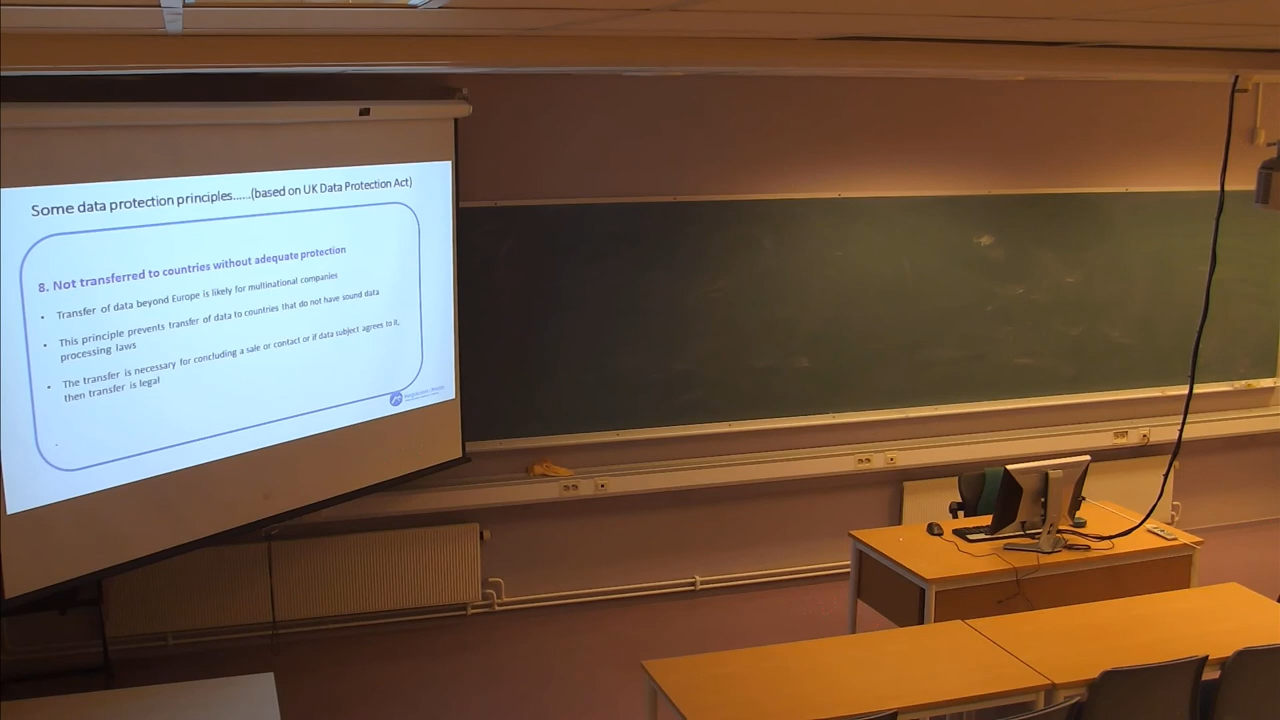 Some data protection principles......(based on UK Data Protection Act)
8. Not transferred to countries without adequate protection
• Transfer of data beyond Europe is likely for multinational companies
• This principle prevents transfer of data to countries that do not have sound data
processing laws
• The transfer is necessary for concluding a sale or contact or if data subject agrees to it,
then transfer is legal